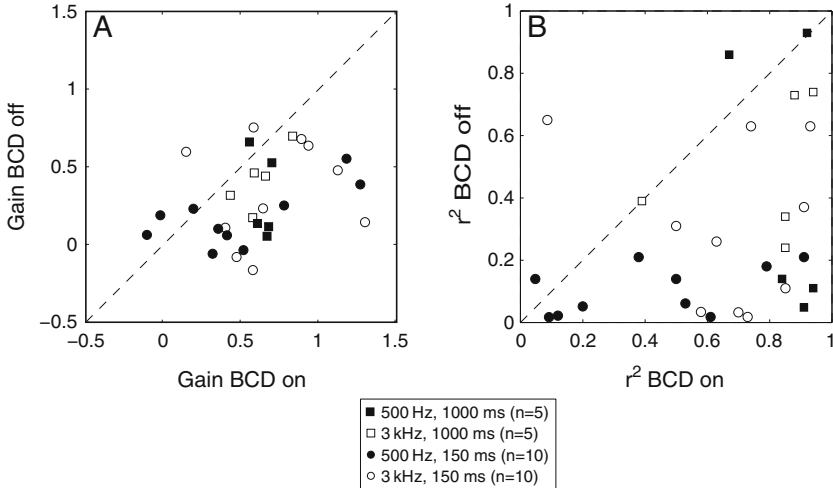 A
1.5
1
0.5
0
−0.5
−0.5
0
0.5
1
1.5
Gain BCD off
Gain BCD on
B
1
0.8
0.6
0.4
0.2
0
0
0.2
0.4
0.6
0.8
1
r² BCD off
r² BCD on
500 Hz, 1000 ms (n=5)
3 kHz, 1000 ms (n=5)
500 Hz, 150 ms (n=10)
3 kHz, 150 ms (n=10)